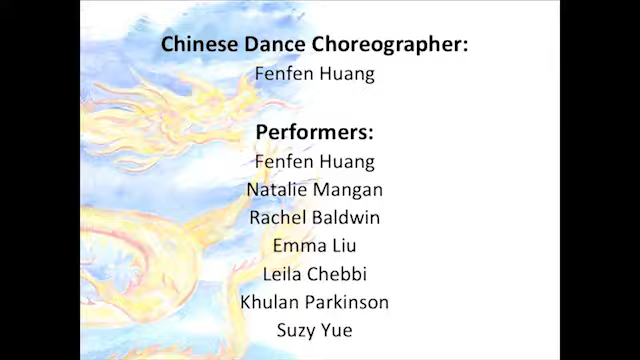 Chinese Dance Choreographer:
Fenfen Huang
Performers:
Fenfen Huang
Natalie Mangan
Rachel Baldwin
Emma Liu
Leila Chebbi
Khulan Parkinson
Suzy Yue